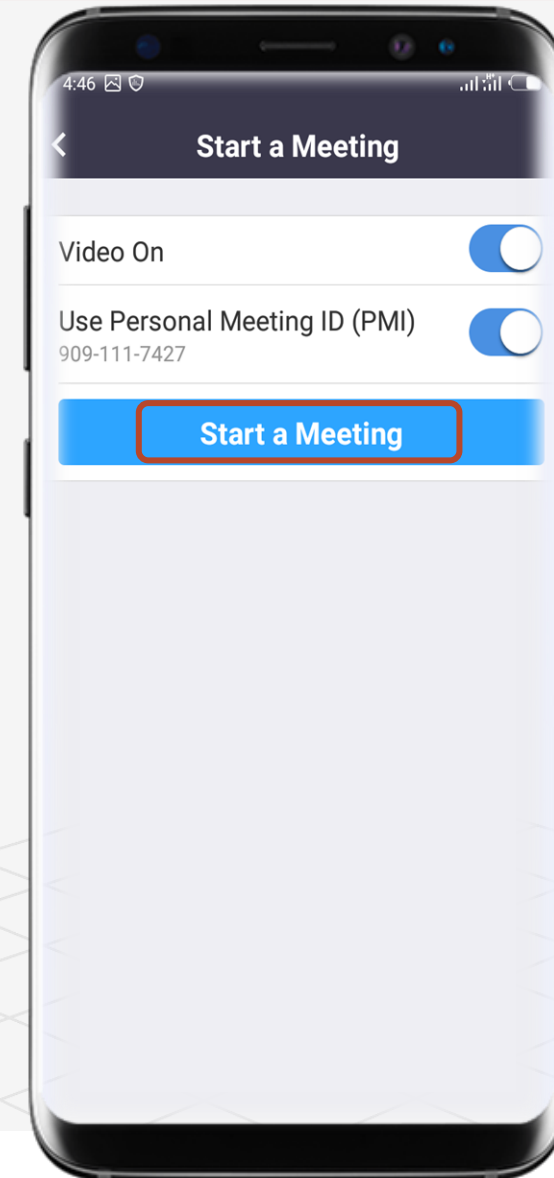 4:46
Start a Meeting
Video On
Use Personal Meeting ID (PMI)
909-111-7427
Start a Meeting